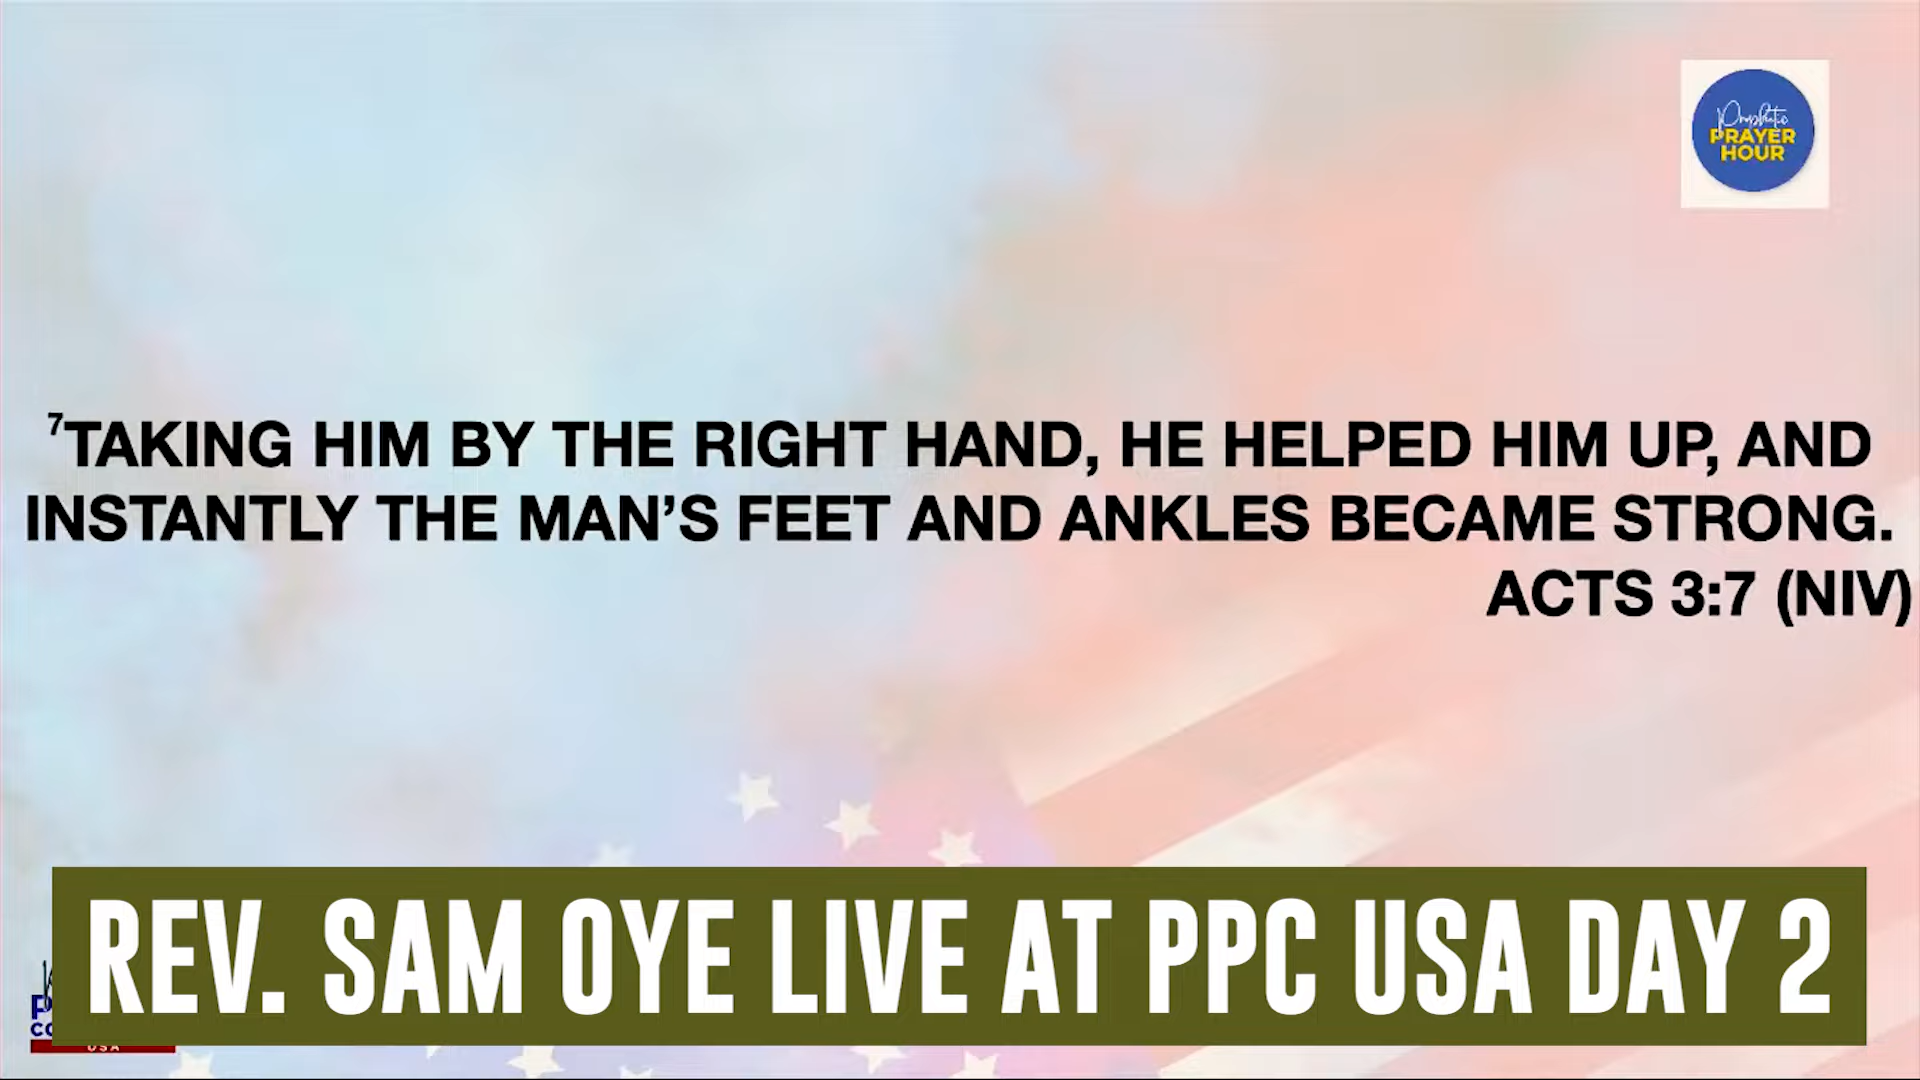 Prophetic
PRAYER
HOUR
⁷TAKING HIM BY THE RIGHT HAND, HE HELPED HIM UP, AND
INSTANTLY THE MAN’S FEET AND ANKLES BECAME STRONG.
ACTS 3:7 (NIV)
REV. SAM OYE LIVE AT PPC USA DAY 2
USA